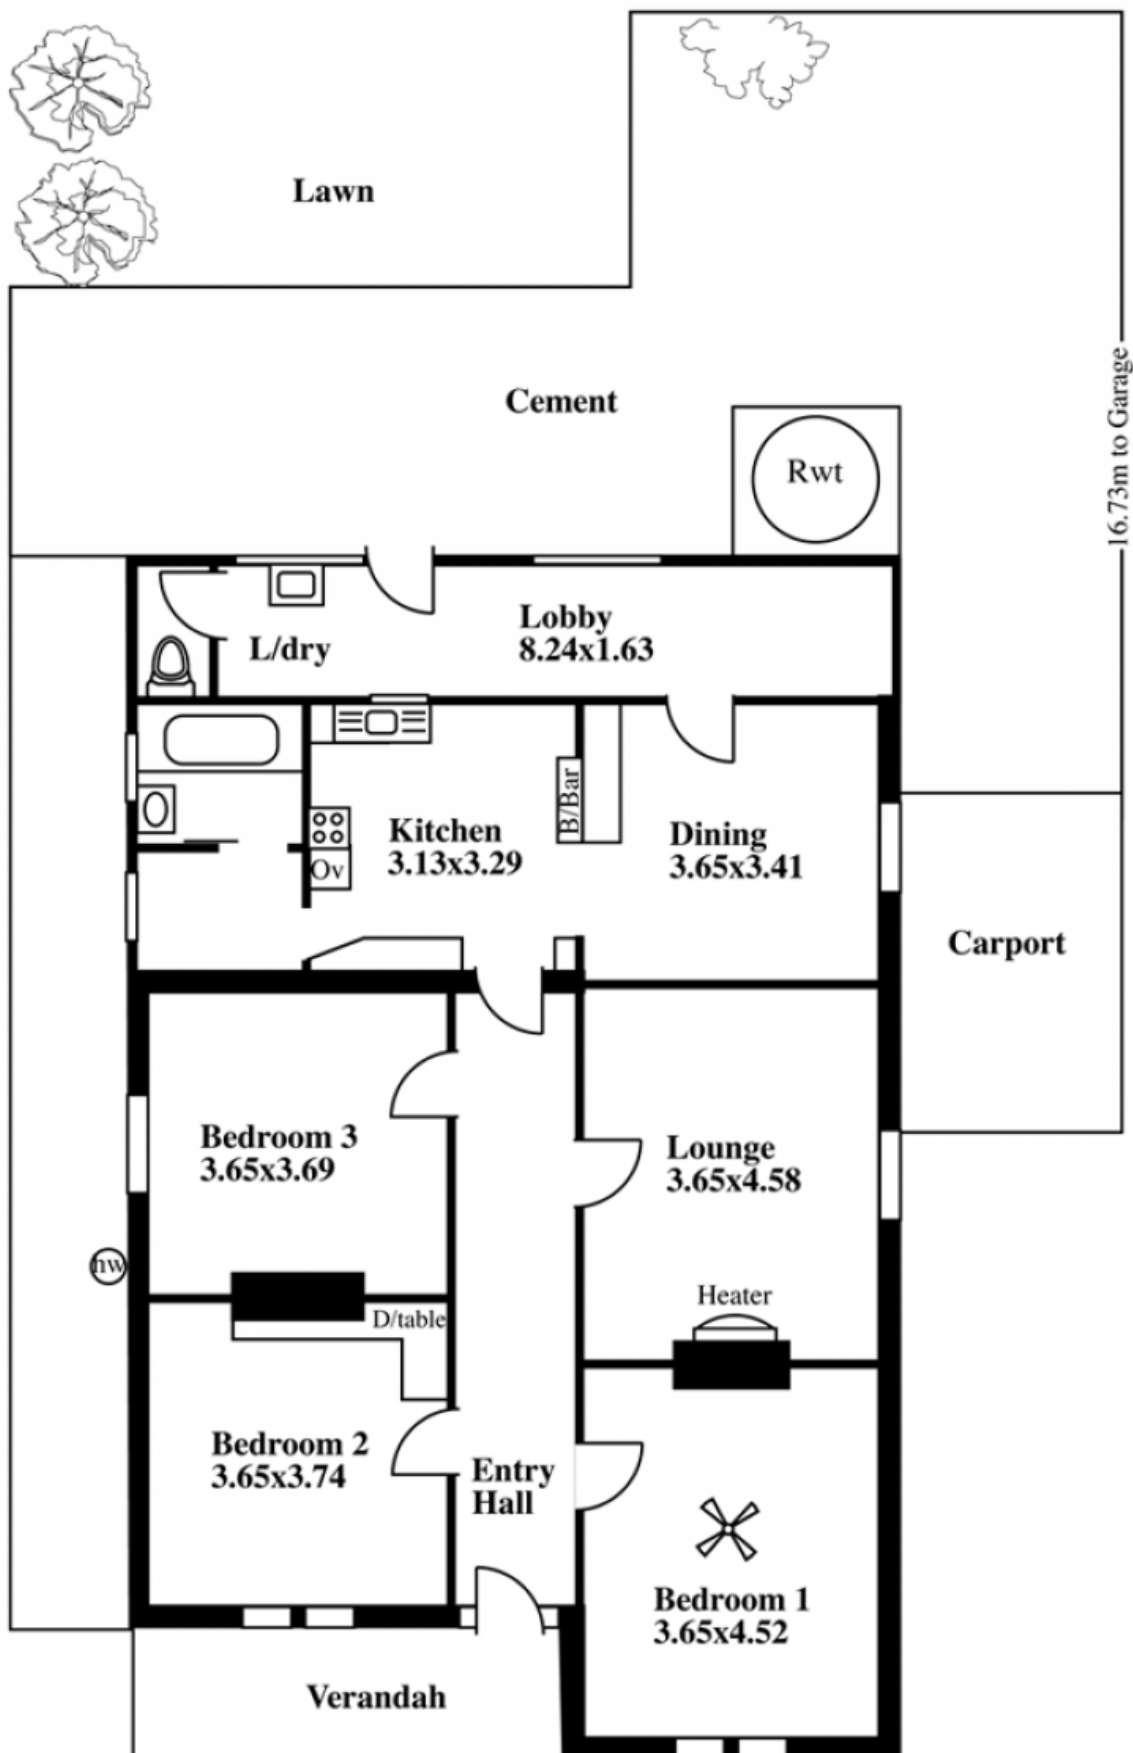 Lawn
Cement
16.73m to Garage
Rwt
Lobby
8.24x1.63
L/dry
Kitchen
3.13x3.29
B/Bar
Dining
3.65x3.41
Ov
Carport
Bedroom 3
3.65x3.69
Lounge
3.65x4.58
hw
Heater
D/table
Bedroom 2
3.65x3.74
Entry
Hall
Bedroom 1
3.65x4.52
Verandah